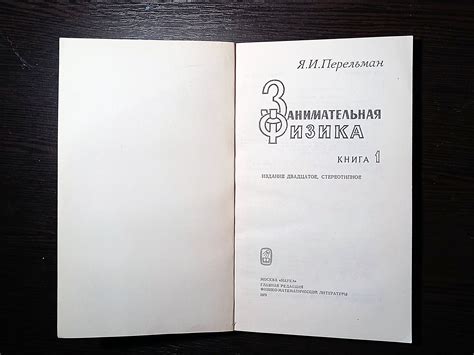 Я.И.Перельман
ЗАНИМАТЕЛЬНАЯ
ФИЗИКА
КНИГА 1
ИЗДАНИЕ ДВАДЦАТОЕ, СТЕРЕОТИПНОЕ
МОСКВА «НАУКА»
ГЛАВНАЯ РЕДАКЦИЯ
ФИЗИКО-МАТЕМАТИЧЕСКОЙ ЛИТЕРАТУРЫ